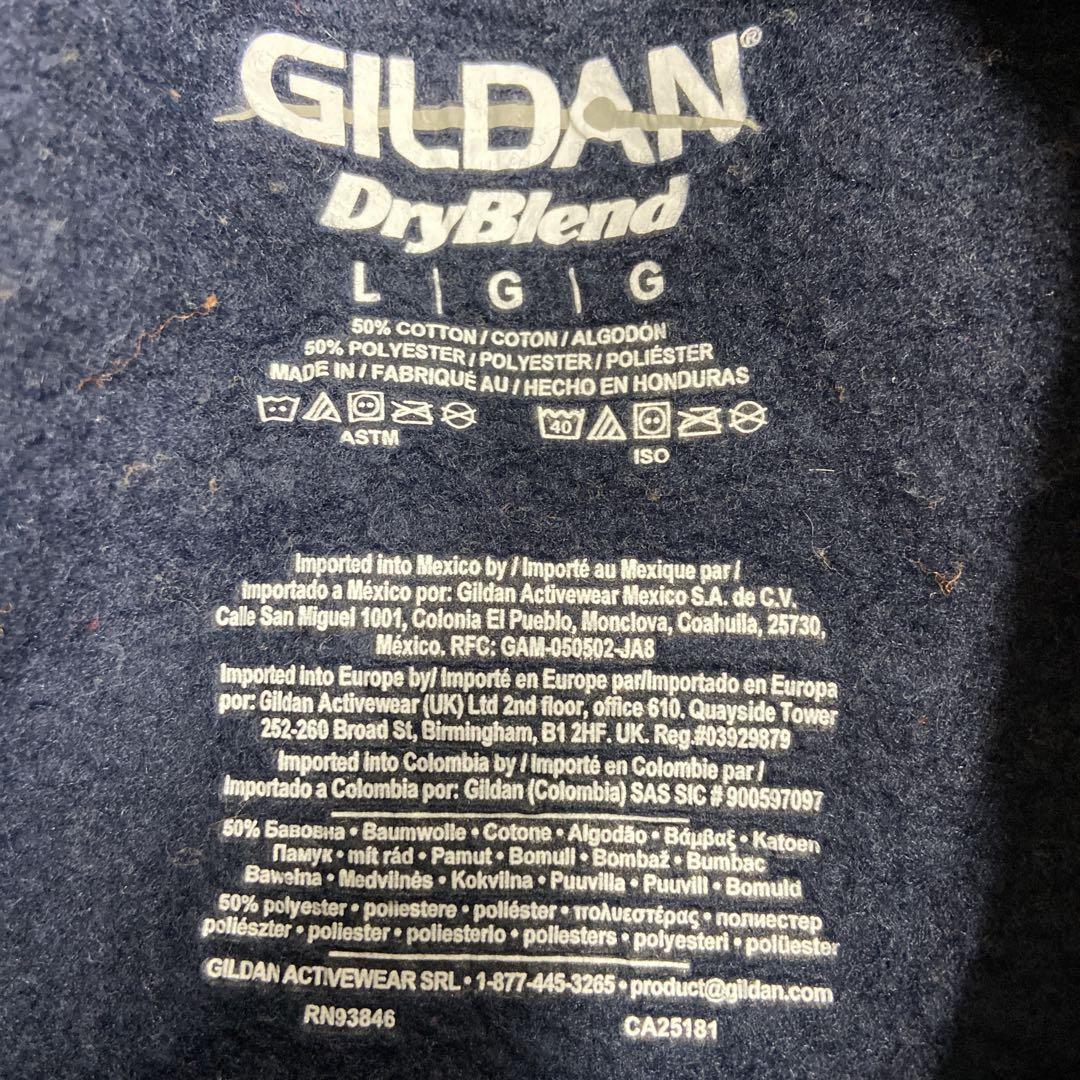 GILDAN®
DryBlend
L | G | G
50% COTTON / COTON / ALGODÓN
50% POLYESTER / POLYESTER / POLIÉSTER
MADE IN / FABRIQUÉ AU / HECHO EN HONDURAS
40
ASTM
ISO
Imported into Mexico by / Importé au Mexique par /
importado a México por: Gildan Activewear Mexico S.A. de C.V.
Calle San Miguel 1001, Colonia El Pueblo, Monclova, Coahuila, 25730,
México. RFC: GAM-050502-JA8
Imported into Europe by/ Importé en Europe par/Importado en Europa
por: Gildan Activewear (UK) Ltd 2nd floor, office 610. Quayside Tower
252-260 Broad St, Birmingham, B1 2HF. UK. Reg.#03929879
Imported into Colombia by / Importé en Colombie par /
Importado a Colombia por: Gildan (Colombia) SAS SIC # 900597097
50% Бавовна • Baumwolle • Cotone • Algodão • Βάμβαξ • Katoen
Памук • mít rád • Pamut • Bomull • Bombaž • Bumbac
Bawełna • Medvilnės • Kokvilna • Puuvilla • Puuvill • Bomuld
50% polyester • poliestere • poliéster • πολυεστέρας • полиестер
poliészter • poliester • poliesterio • poliesters • polyesteri • polüester
GILDAN ACTIVEWEAR SRL • 1-877-445-3265 • product@gildan.com
RN93846 CA25181